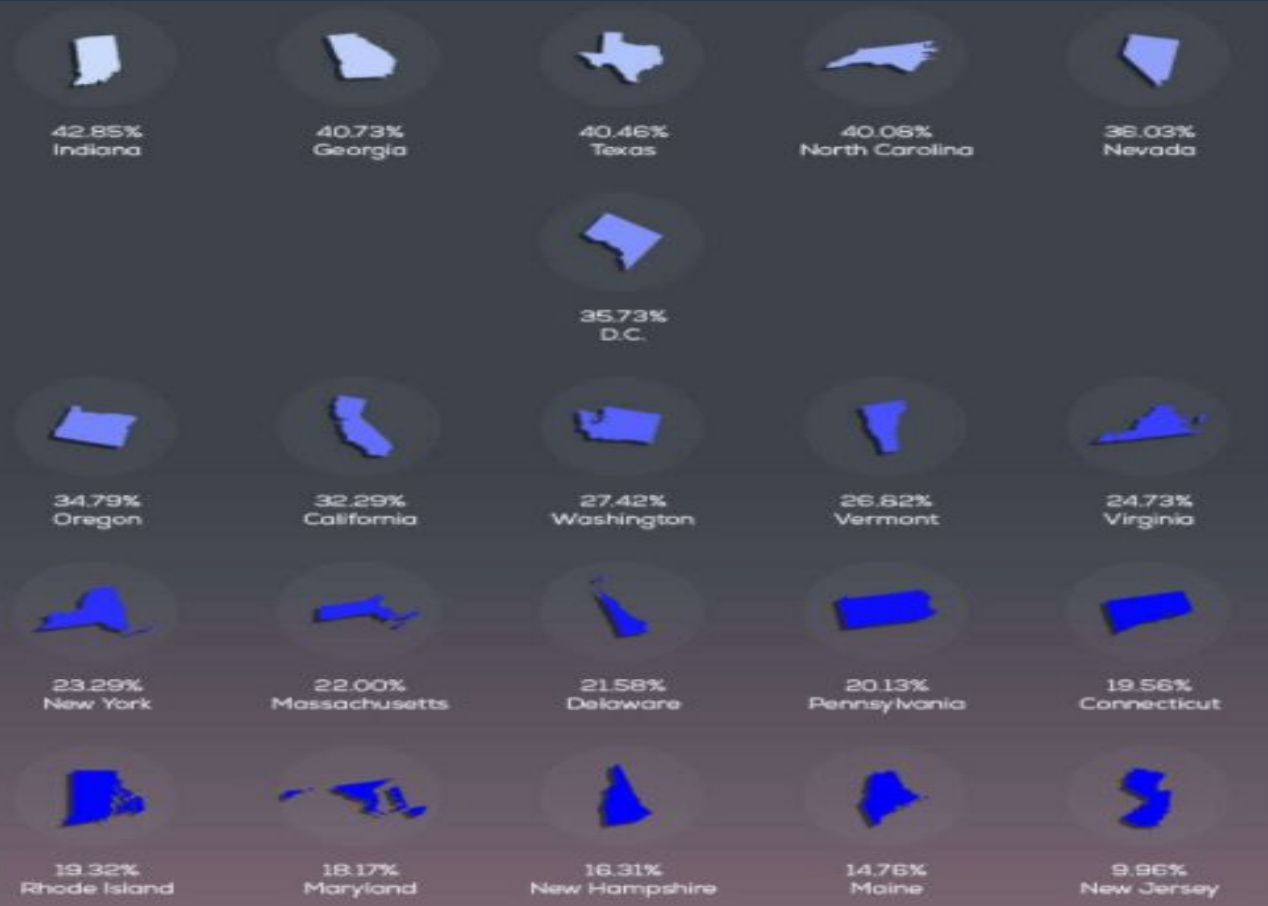 42.85% 40.73% 40.46% 40.08% 36.03%
Indiana Georgia Texas North Carolina Nevada
35.73%
D.C.
34.79% 32.29% 27.42% 26.82% 24.73%
Oregon California Washington Vermont Virginia
23.29% 22.00% 21.58% 20.13% 19.56%
New York Massachusetts Delaware Pennsylvania Connecticut
19.32% 18.17% 16.31% 14.76% 9.96%
Rhode Island Maryland New Hampshire Maine New Jersey